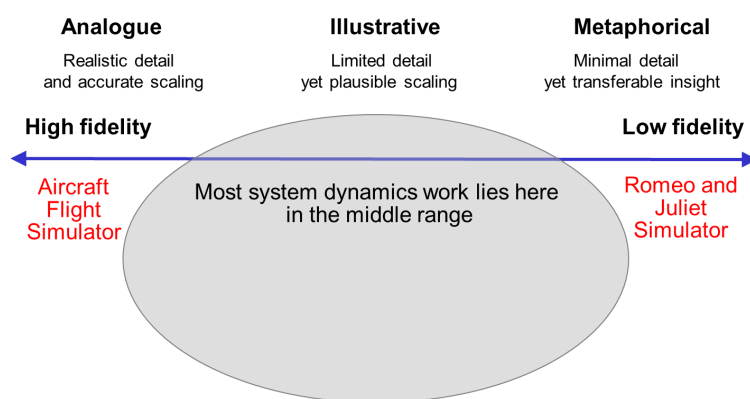 Analogue
Realistic detail
and accurate scaling
Illustrative
Limited detail
yet plausible scaling
Metaphorical
Minimal detail
yet transferable insight
High fidelity
Low fidelity
Aircraft
Flight
Simulator
Most system dynamics work lies here
in the middle range
Romeo and
Juliet
Simulator